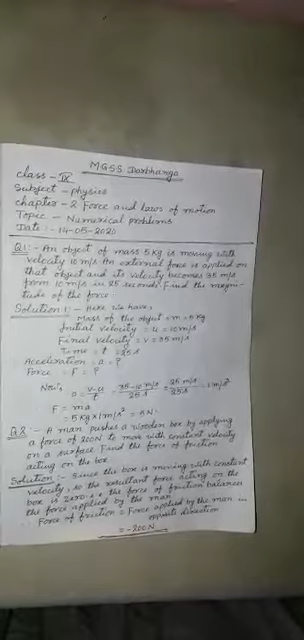 MGSS Darbhanga
class - IX
Subject - physics
chapter - 2 Force and laws of motion
Topic - Numerical problems
Date :- 14-05-2020
Q1:- An object of mass 5 kg is moving with
velocity 10 m/s An external force is applied on
that object and its velocity becomes 35 m/s
from 10 m/s in 25 second. Find the magni-
tude of the force
Solution 1 :- Here we have,
Mass of the object = m = 5 kg
Initial velocity = u = 10 m/s
Final velocity = v = 35 m/s
Time = t = 25 s
Acceleration = a = ?
Force = F = ?
Now, a = v-u/t = 35-10 m/s/25 s = 25 m/s/25 s = 1 m/s²
F = ma
= 5 kg x 1 m/s² = 5 N.
Q2:- A man pushes a wooden box by applying
a force of 200N to move with constant velocity
on a surface Find the force of friction
acting on the box
Solution :- Since the box is moving with constant
velocity, so the resultant force acting on the
box is zero i.e the force of friction balances
the force applied by the man.
Force of friction = Force applied by the man in
opposite direction
= -200N